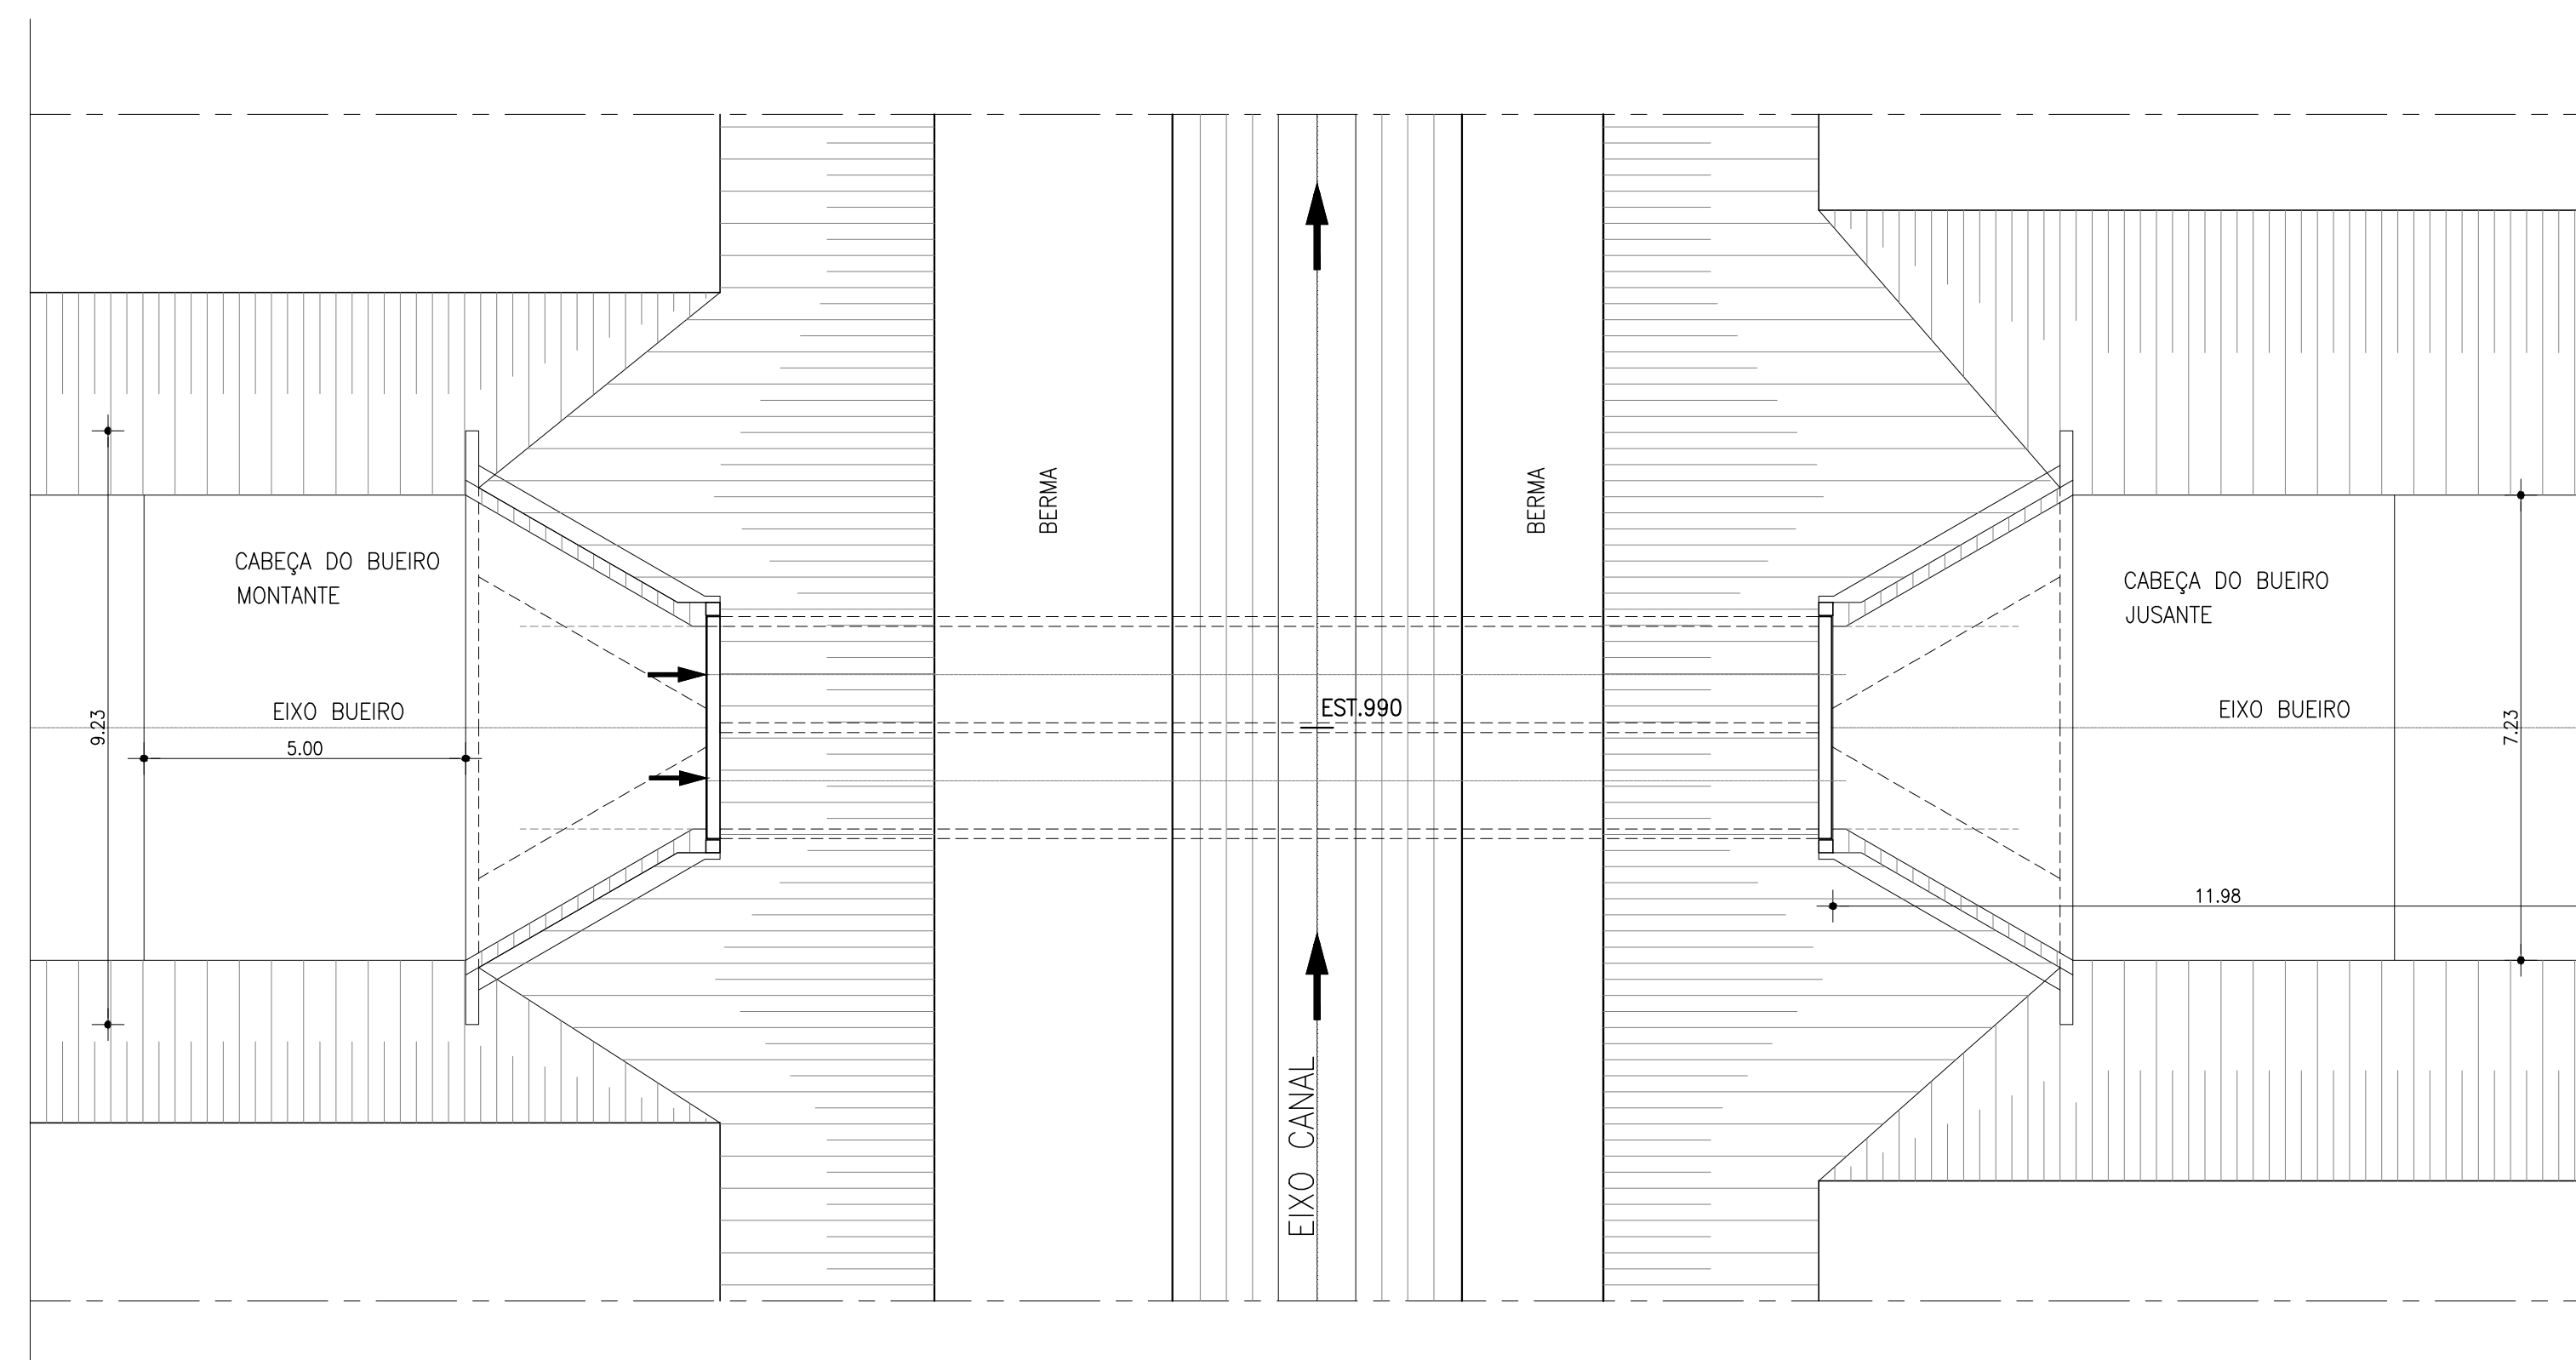 BERMA
BERMA
CABEÇA DO BUEIRO
MONTANTE
CABEÇA DO BUEIRO
JUSANTE
EIXO BUEIRO
EST.990
EIXO BUEIRO
9.23
5.00
7.23
11.98
EIXO CANAL